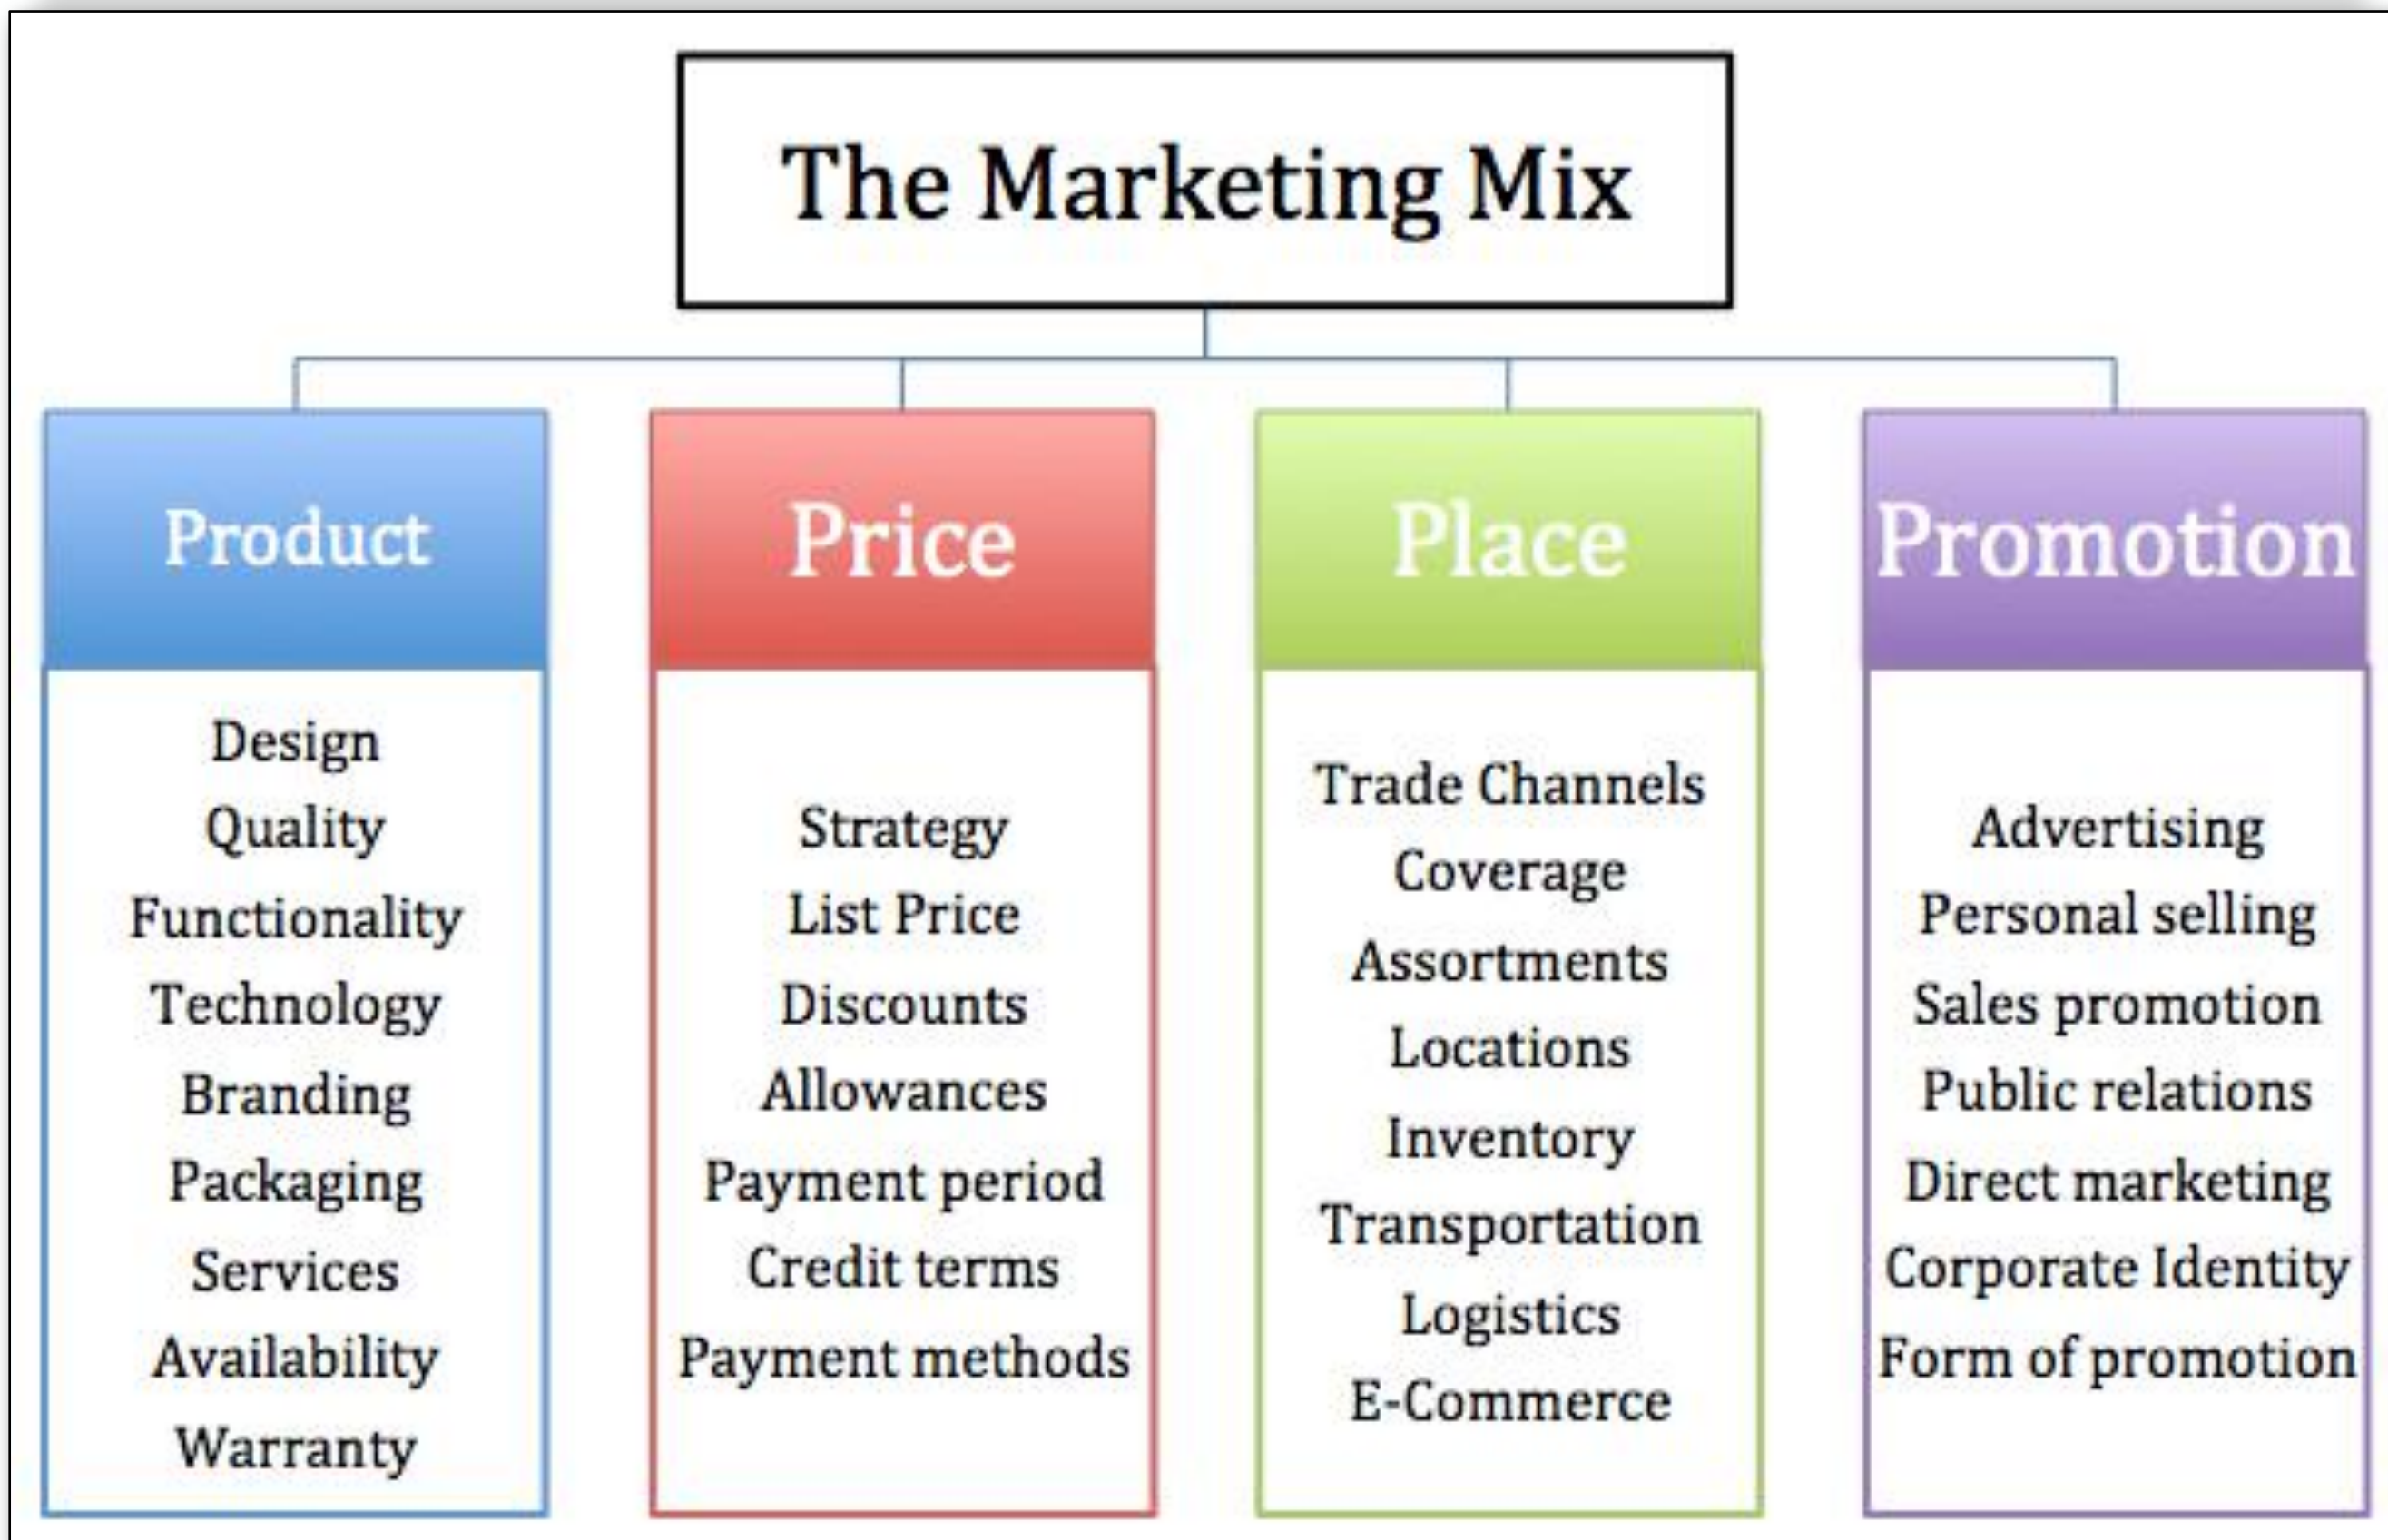 The Marketing Mix
Product
Design
Quality
Functionality
Technology
Branding
Packaging
Services
Availability
Warranty
Price
Strategy
List Price
Discounts
Allowances
Payment period
Credit terms
Payment methods
Place
Trade Channels
Coverage
Assortments
Locations
Inventory
Transportation
Logistics
E-Commerce
Promotion
Advertising
Personal selling
Sales promotion
Public relations
Direct marketing
Corporate Identity
Form of promotion